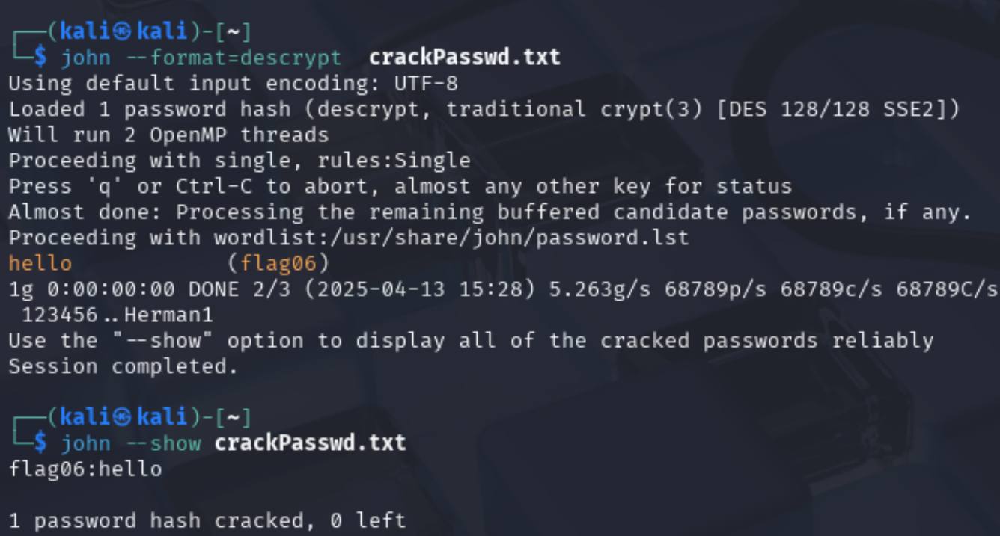 ┌──(kali㉿kali)-[~]
└─$ john --format=descrypt  crackPasswd.txt
Using default input encoding: UTF-8
Loaded 1 password hash (descrypt, traditional crypt(3) [DES 128/128 SSE2])
Will run 2 OpenMP threads
Proceeding with single, rules:Single
Press 'q' or Ctrl-C to abort, almost any other key for status
Almost done: Processing the remaining buffered candidate passwords, if any.
Proceeding with wordlist:/usr/share/john/password.lst
hello            (flag06)
1g 0:00:00:00 DONE 2/3 (2025-04-13 15:28) 5.263g/s 68789p/s 68789c/s 68789C/s
 123456..Herman1
Use the "--show" option to display all of the cracked passwords reliably
Session completed.
┌──(kali㉿kali)-[~]
└─$ john --show crackPasswd.txt
flag06:hello
1 password hash cracked, 0 left